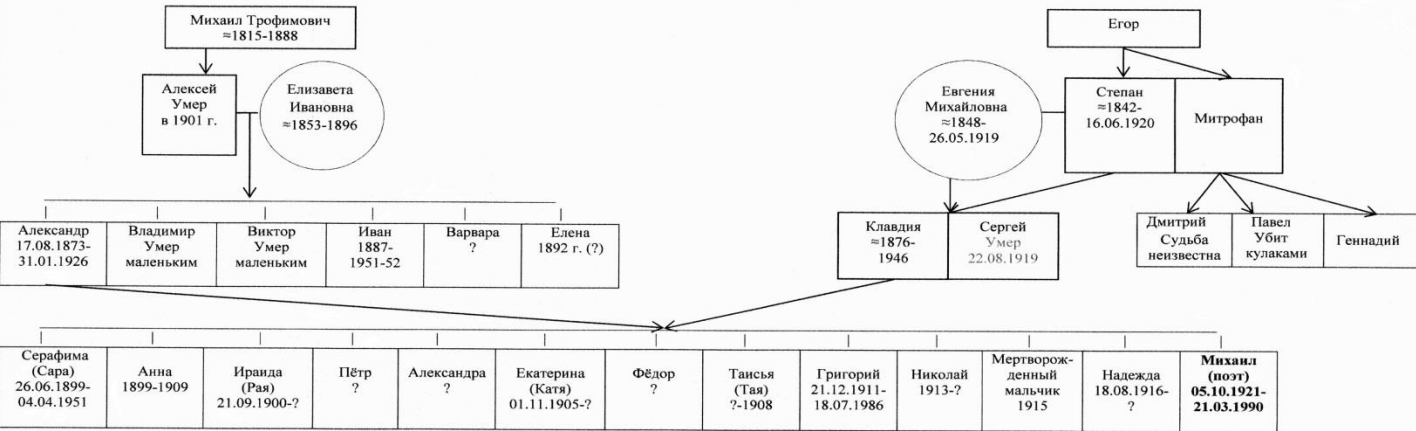 Михаил Трофимович
≈1815-1888
Егор
Алексей
Умер
в 1901 г.
Елизавета
Ивановна
≈1853-1896
Евгения
Михайловна
≈1848-
26.05.1919
Степан
≈1842-
16.06.1920
Митрофан
Александр
17.08.1873-
31.01.1926
Владимир
Умер
маленьким
Виктор
Умер
маленьким
Иван
1887-
1951-52
Варвара
?
Елена
1892 г. (?)
Клавдия
≈1876-
1946
Сергей
Умер
22.08.1919
Дмитрий
Судьба
неизвестна
Павел
Убит
кулаками
Геннадий
Серафима
(Сара)
26.06.1899-
04.04.1951
Анна
1899-1909
Ираида
(Рая)
21.09.1900-?
Пётр
?
Александра
?
Екатерина
(Катя)
01.11.1905-?
Фёдор
?
Таисья
(Тая)
?-1908
Григорий
21.12.1911-
18.07.1986
Николай
1913-?
Мертворож-
денный
мальчик
1915
Надежда
18.08.1916-
?
Михаил
(поэт)
05.10.1921-
21.03.1990